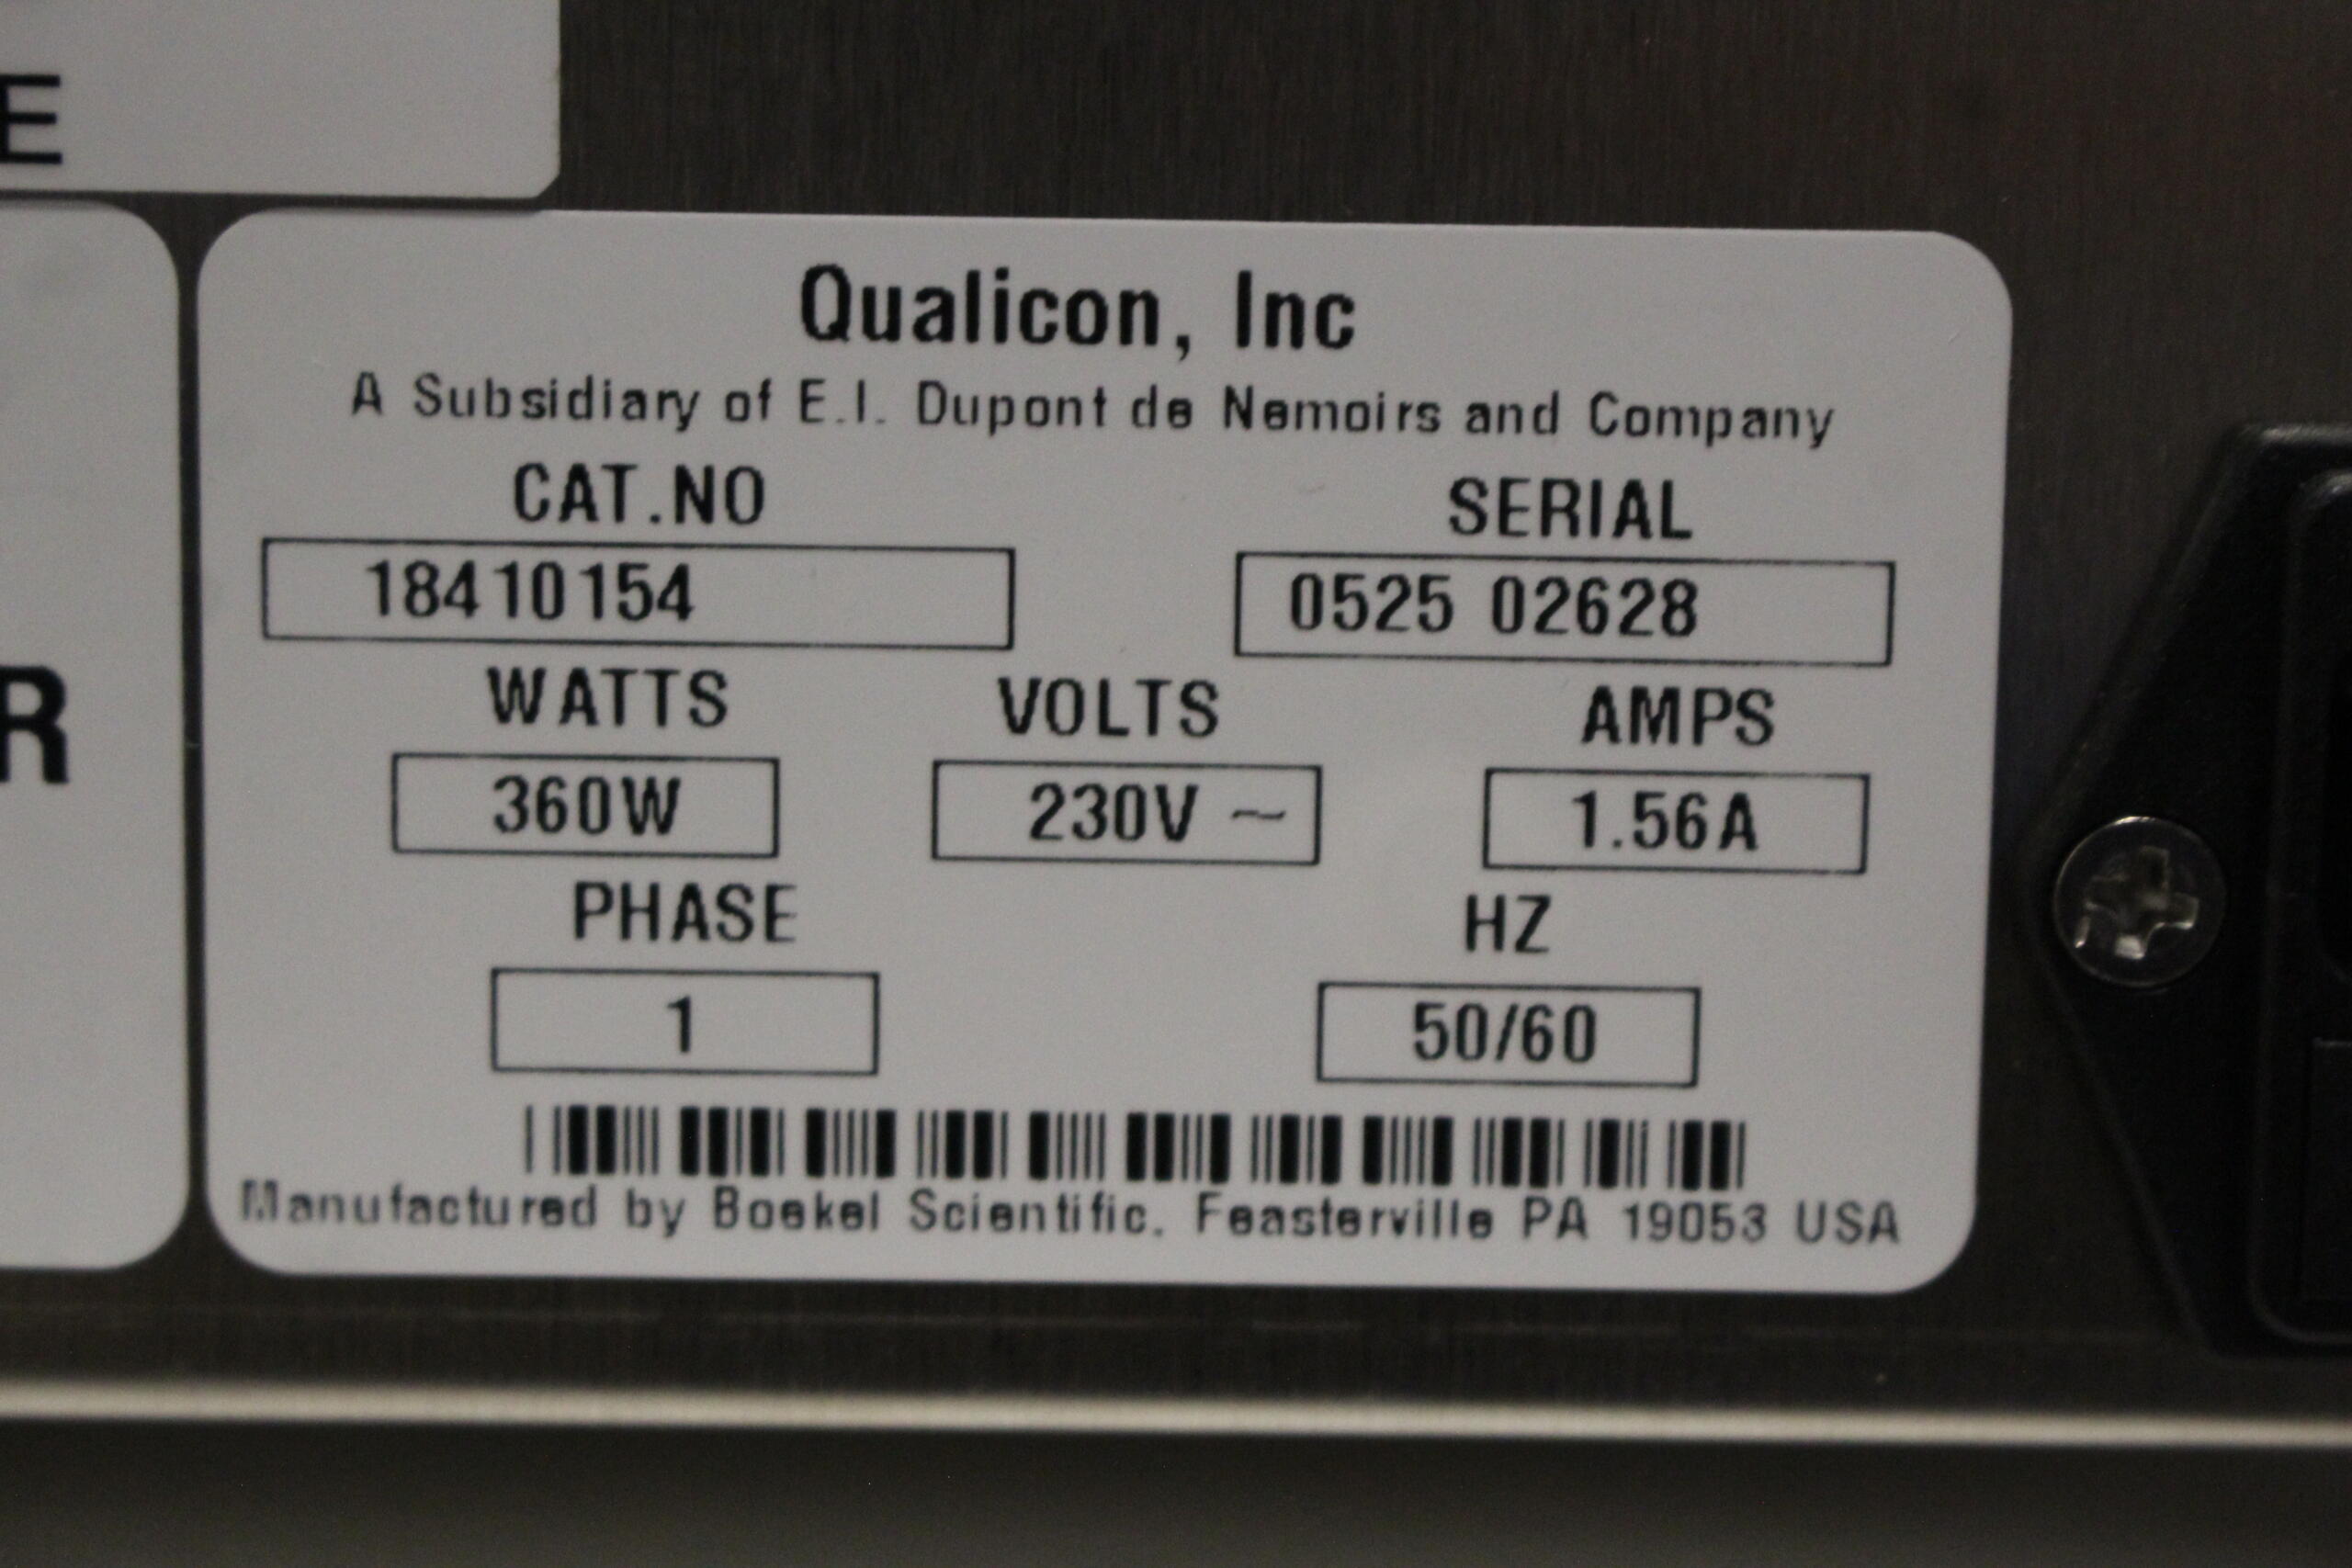 E
R
Qualicon, Inc
A Subsidiary of E.I. Dupont de Nemoirs and Company
CAT.NO SERIAL
18410154 0525 02628
WATTS VOLTS AMPS
360W 230V ~ 1.56A
PHASE HZ
1 50/60
Manufactured by Boekel Scientific. Feasterville PA 19053 USA